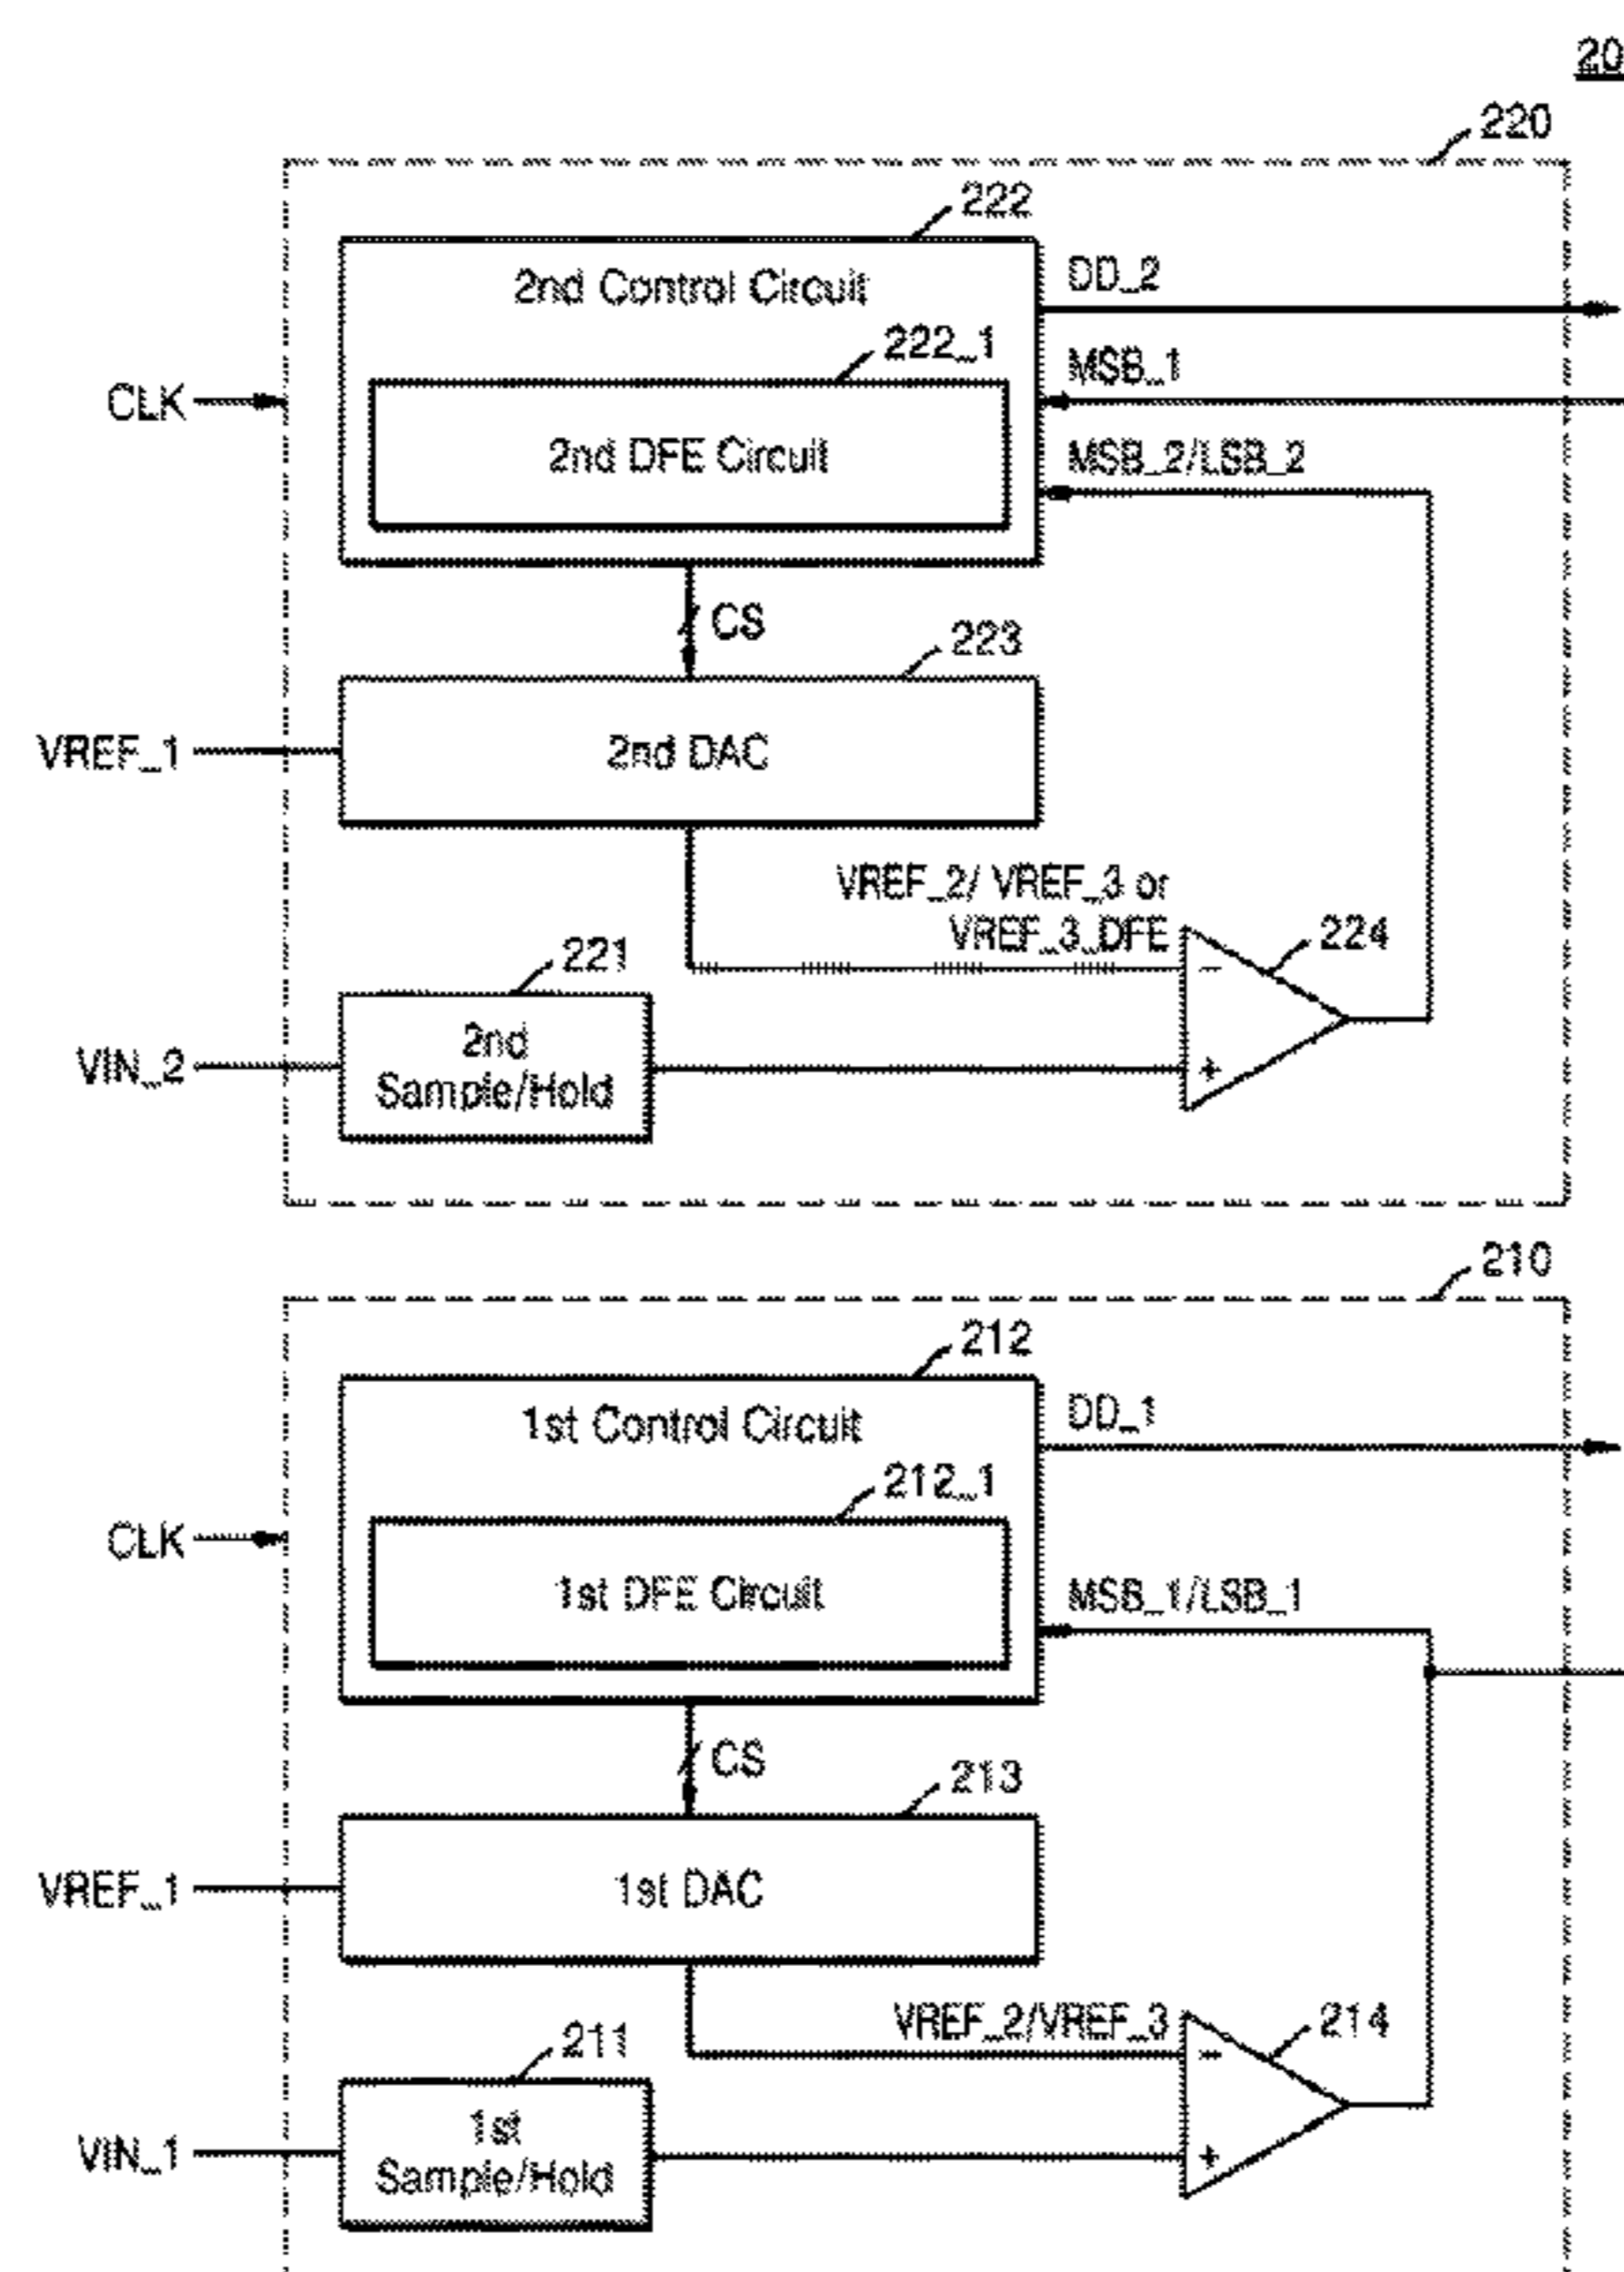 20
220
222
2nd Control Circuit
DD_2
222_1
MSB_1
CLK
2nd DFE Circuit
MSB_2/LSB_2
CS
223
VREF_1
2nd DAC
VREF_2/ VREF_3 or
VREF_3_DFE
224
221
-
2nd
VIN_2
Sample/Hold
+
210
212
1st Control Circuit
DD_1
212_1
CLK
1st DFE Circuit
MSB_1/LSB_1
CS
213
VREF_1
1st DAC
VREF_2/VREF_3
214
211
-
1st
VIN_1
Sample/Hold
+